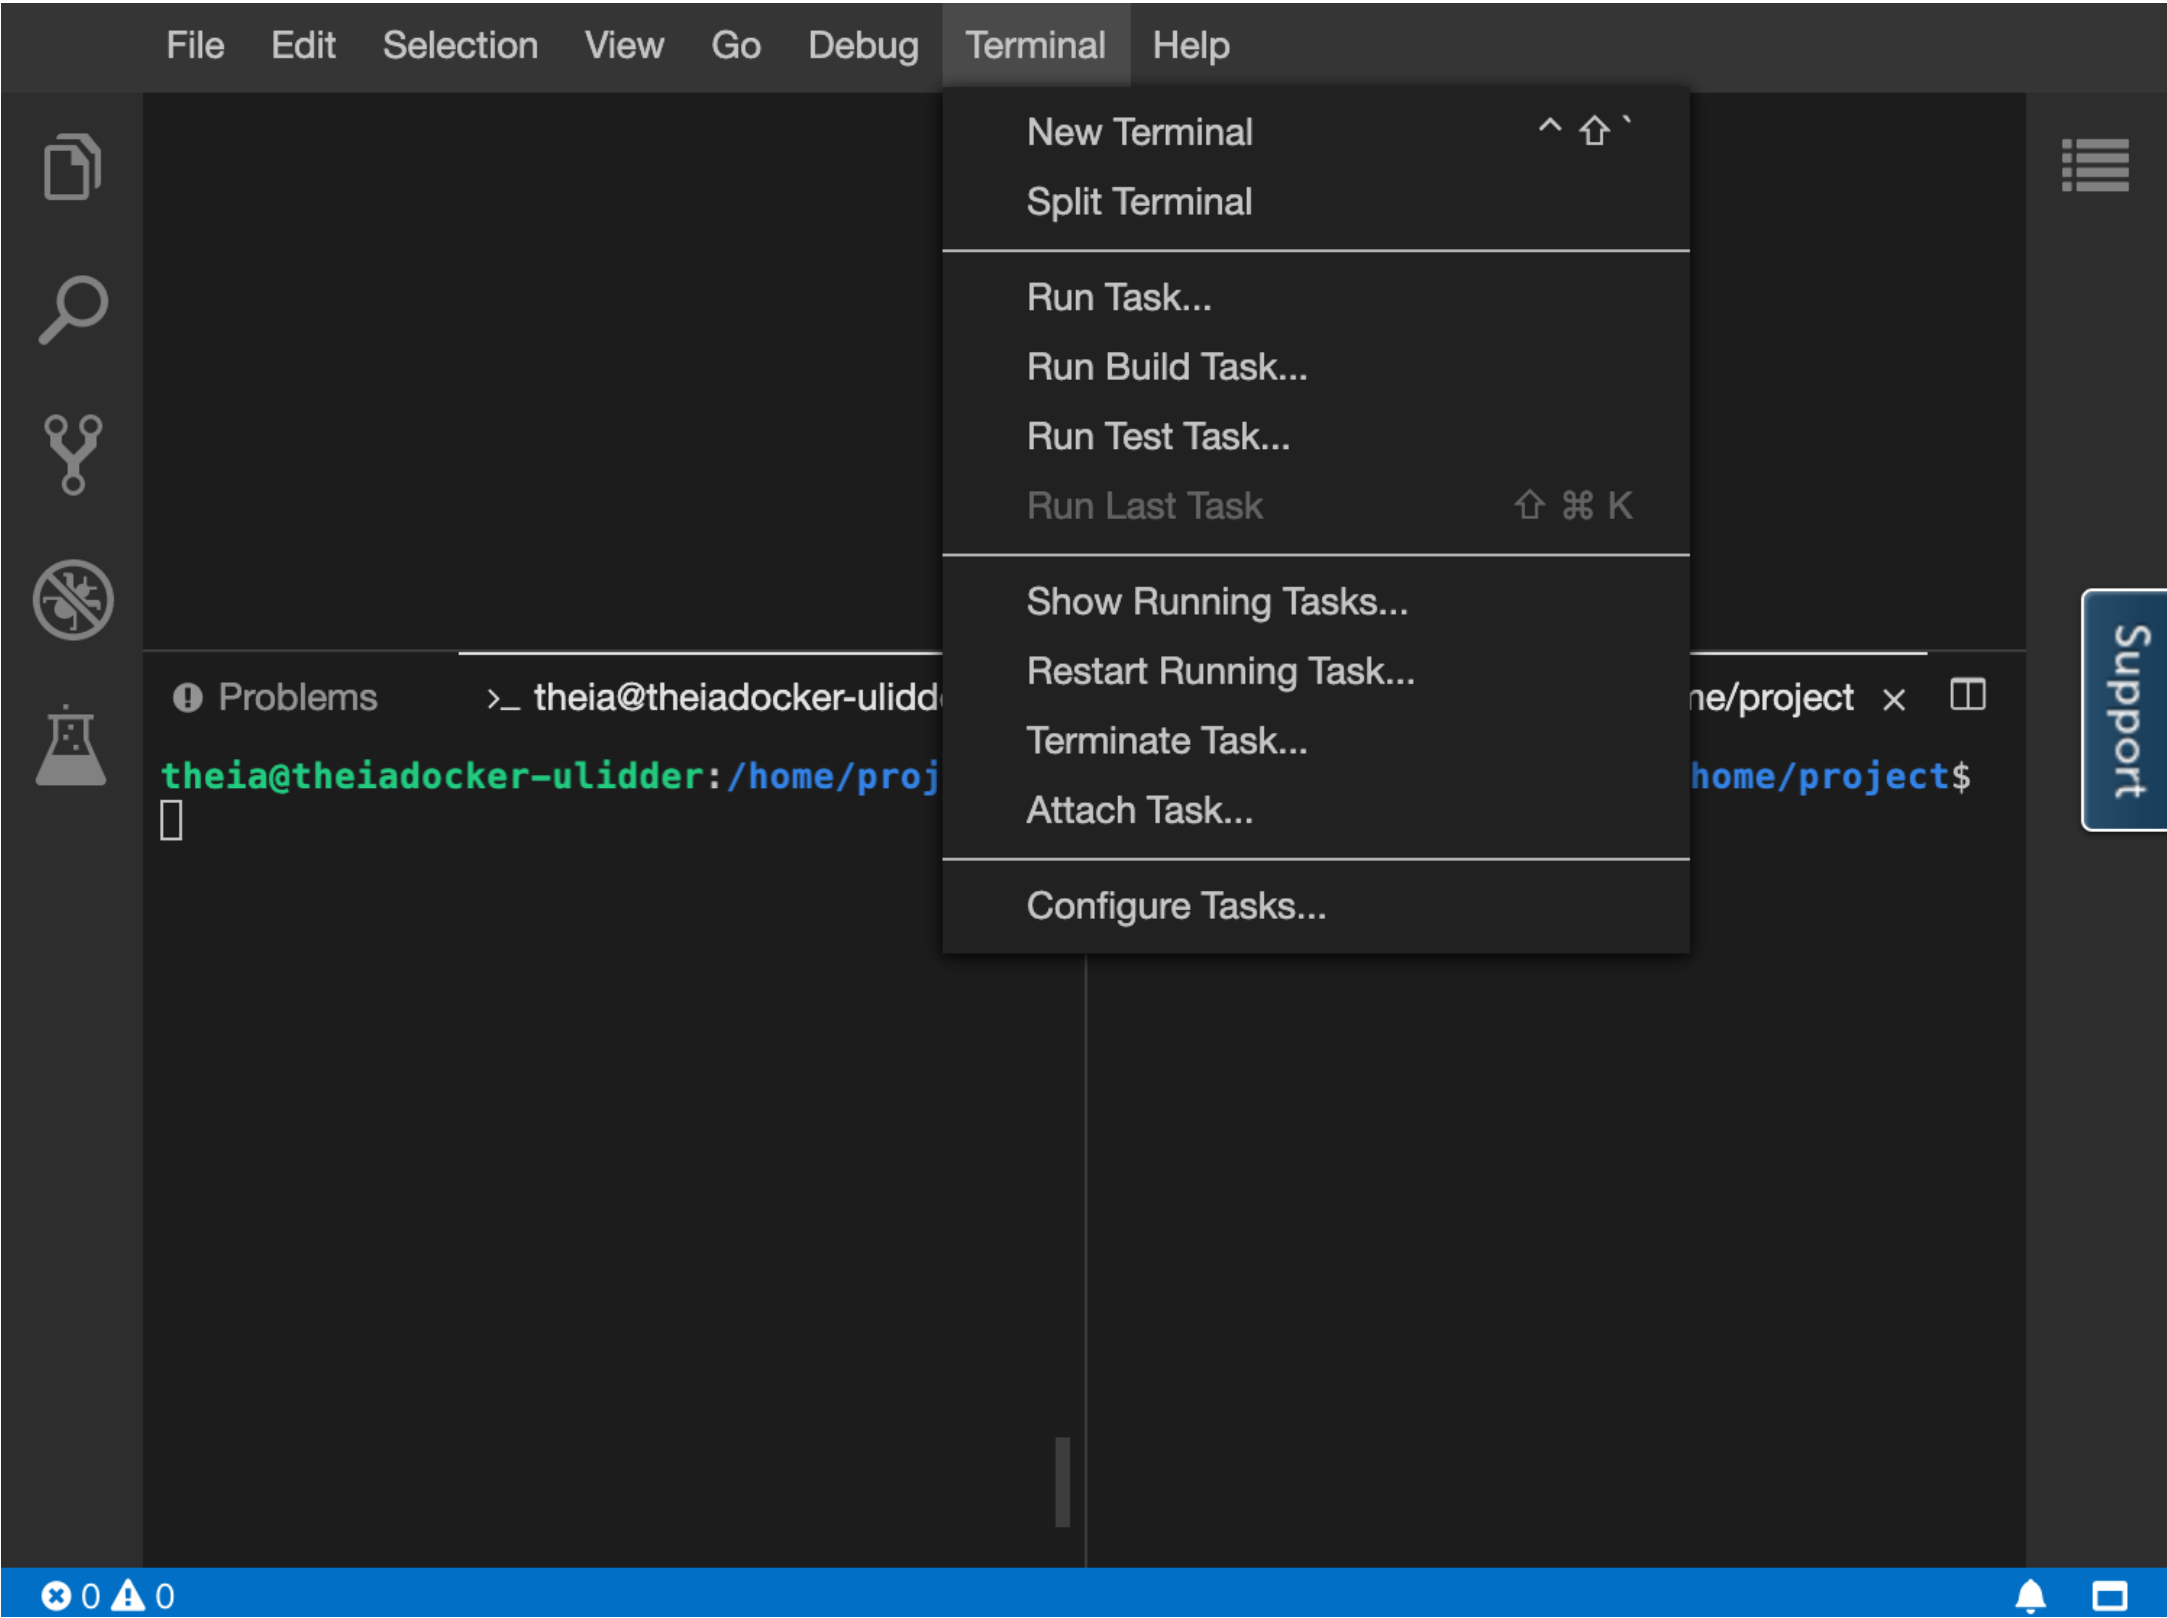 File Edit Selection View Go Debug Terminal Help
New Terminal ^ ⇧ `
Split Terminal
Run Task...
Run Build Task...
Run Test Task...
Run Last Task ⇧ ⌘ K
Show Running Tasks...
Restart Running Task...
Terminate Task...
Attach Task...
Configure Tasks...
Problems >_ theia@theiadocker-ulidd me/project ×
theia@theiadocker-ulidder:/home/proj home/project$
Support
0 0